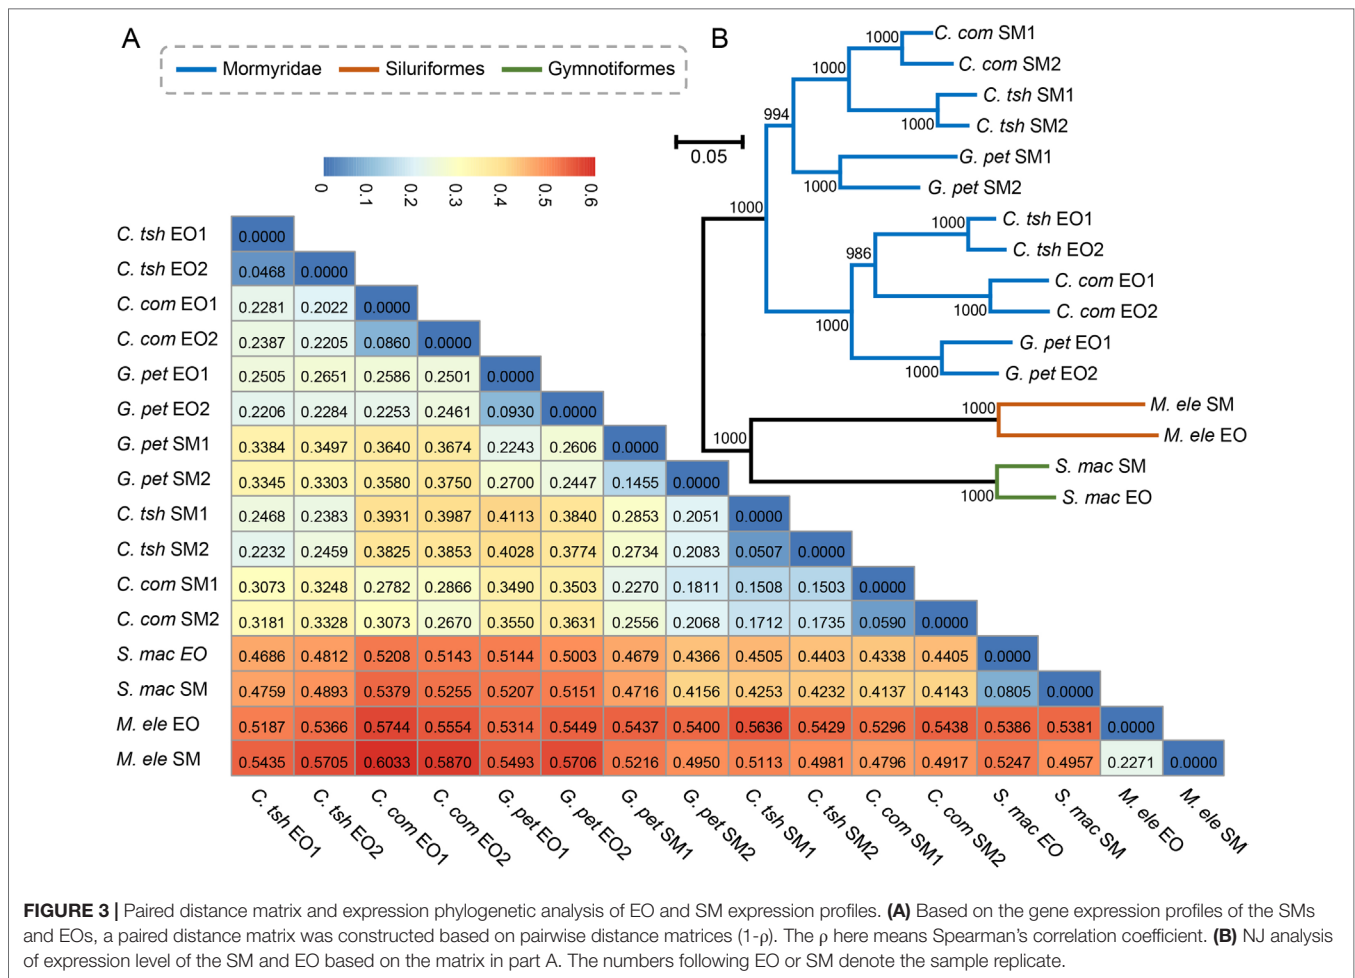 A
B
Mormyridae Siluriformes Gymnotiformes
0 0.1 0.2 0.3 0.4 0.5 0.6
C. tsh EO1 0.0000
C. tsh EO2 0.0468 0.0000
C. com EO1 0.2281 0.2022 0.0000
C. com EO2 0.2387 0.2205 0.0860 0.0000
G. pet EO1 0.2505 0.2651 0.2586 0.2501 0.0000
G. pet EO2 0.2206 0.2284 0.2253 0.2461 0.0930 0.0000
G. pet SM1 0.3384 0.3497 0.3640 0.3674 0.2243 0.2606 0.0000
G. pet SM2 0.3345 0.3303 0.3580 0.3750 0.2700 0.2447 0.1455 0.0000
C. tsh SM1 0.2468 0.2383 0.3931 0.3987 0.4113 0.3840 0.2853 0.2051 0.0000
C. tsh SM2 0.2232 0.2459 0.3825 0.3853 0.4028 0.3774 0.2734 0.2083 0.0507 0.0000
C. com SM1 0.3073 0.3248 0.2782 0.2866 0.3490 0.3503 0.2270 0.1811 0.1508 0.1503 0.0000
C. com SM2 0.3181 0.3328 0.3073 0.2670 0.3550 0.3631 0.2556 0.2068 0.1712 0.1735 0.0590 0.0000
S. mac EO 0.4686 0.4812 0.5208 0.5143 0.5144 0.5003 0.4679 0.4366 0.4505 0.4403 0.4338 0.4405 0.0000
S. mac SM 0.4759 0.4893 0.5379 0.5255 0.5207 0.5151 0.4716 0.4156 0.4253 0.4232 0.4137 0.4143 0.0805 0.0000
M. ele EO 0.5187 0.5366 0.5744 0.5554 0.5314 0.5449 0.5437 0.5400 0.5636 0.5429 0.5296 0.5438 0.5386 0.5381 0.0000
M. ele SM 0.5435 0.5705 0.6033 0.5870 0.5493 0.5706 0.5216 0.4950 0.5113 0.4981 0.4796 0.4917 0.5247 0.4957 0.2271 0.0000
C. tsh EO1 C. tsh EO2 C. com EO1 C. com EO2 G. pet EO1 G. pet EO2 G. pet SM1 G. pet SM2 C. tsh SM1 C. tsh SM2 C. com SM1 C. com SM2 S. mac EO S. mac SM M. ele EO M. ele SM
0.05
1000 C. com SM1
C. com SM2
1000
C. tsh SM1
1000 C. tsh SM2
994
G. pet SM1
1000 G. pet SM2
1000
1000 C. tsh EO1
C. tsh EO2
986
C. com EO1
1000 C. com EO2
1000
G. pet EO1
1000 G. pet EO2
1000 M. ele SM
M. ele EO
1000
S. mac SM
1000 S. mac EO
FIGURE 3 | Paired distance matrix and expression phylogenetic analysis of EO and SM expression profiles. (A) Based on the gene expression profiles of the SMs
and EOs, a paired distance matrix was constructed based on pairwise distance matrices (1-ρ). The ρ here means Spearman's correlation coefficient. (B) NJ analysis
of expression level of the SM and EO based on the matrix in part A. The numbers following EO or SM denote the sample replicate.